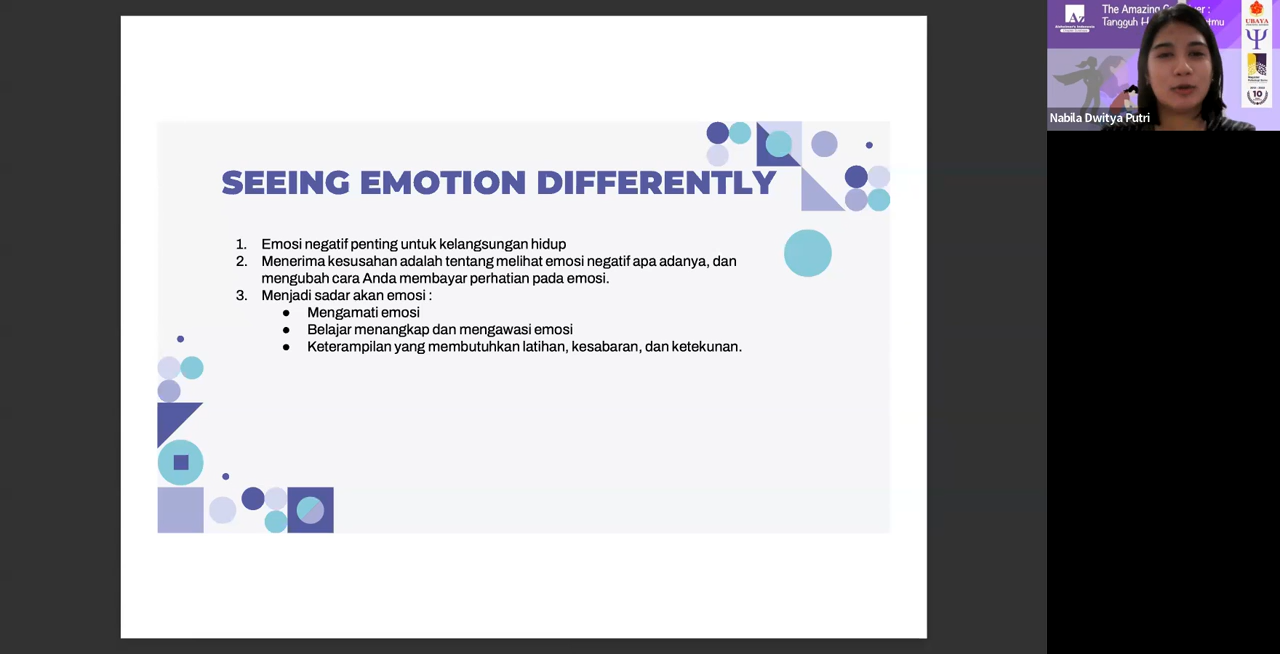 SEEING EMOTION DIFFERENTLY
1. Emosi negatif penting untuk kelangsungan hidup
2. Menerima kesusahan adalah tentang melihat emosi negatif apa adanya, dan
mengubah cara Anda membayar perhatian pada emosi.
3. Menjadi sadar akan emosi :
● Mengamati emosi
● Belajar menangkap dan mengawasi emosi
● Keterampilan yang membutuhkan latihan, kesabaran, dan ketekunan.
The Amazing
Tangguh
UBAYA
10
Nabila Dwitya Putri